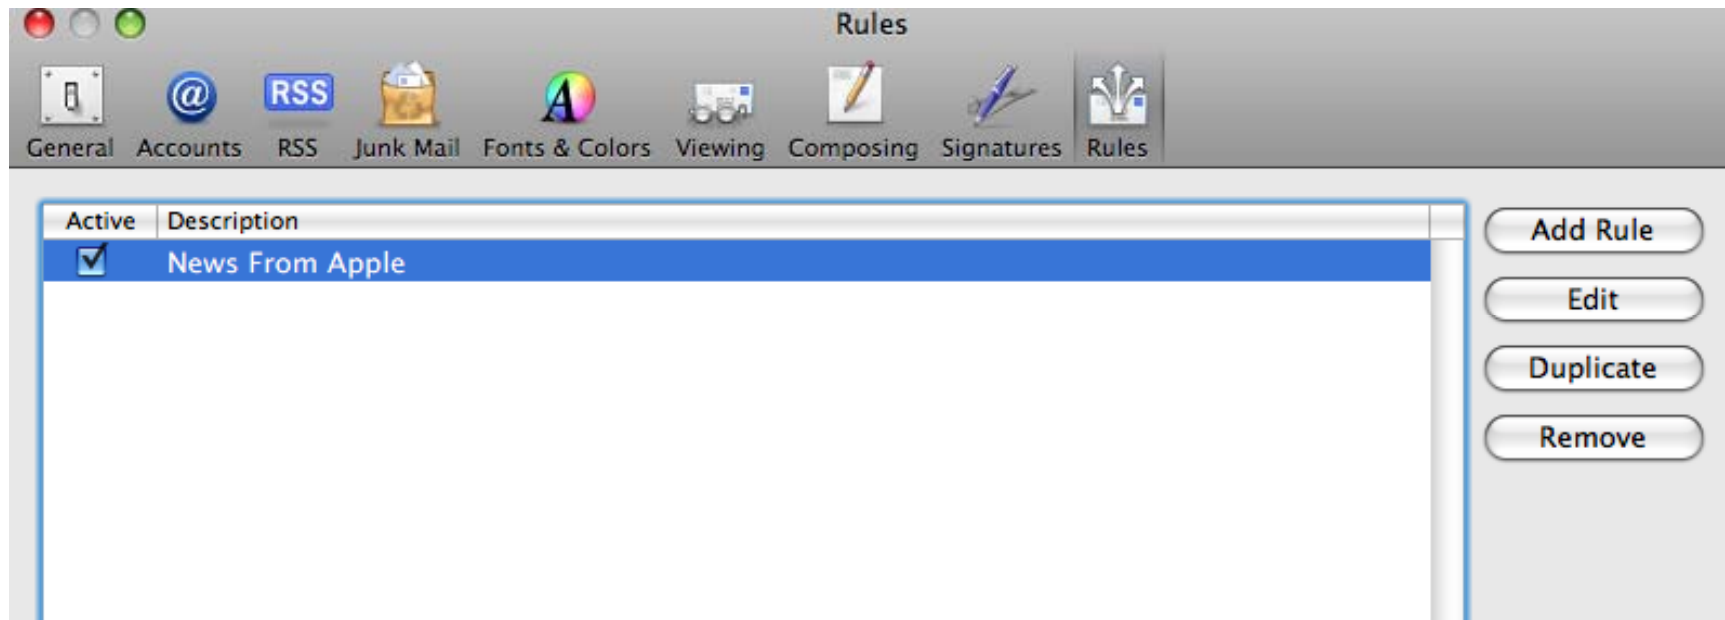 Rules
@ RSS A
General Accounts RSS Junk Mail Fonts & Colors Viewing Composing Signatures Rules
Active Description
News From Apple
Add Rule
Edit
Duplicate
Remove